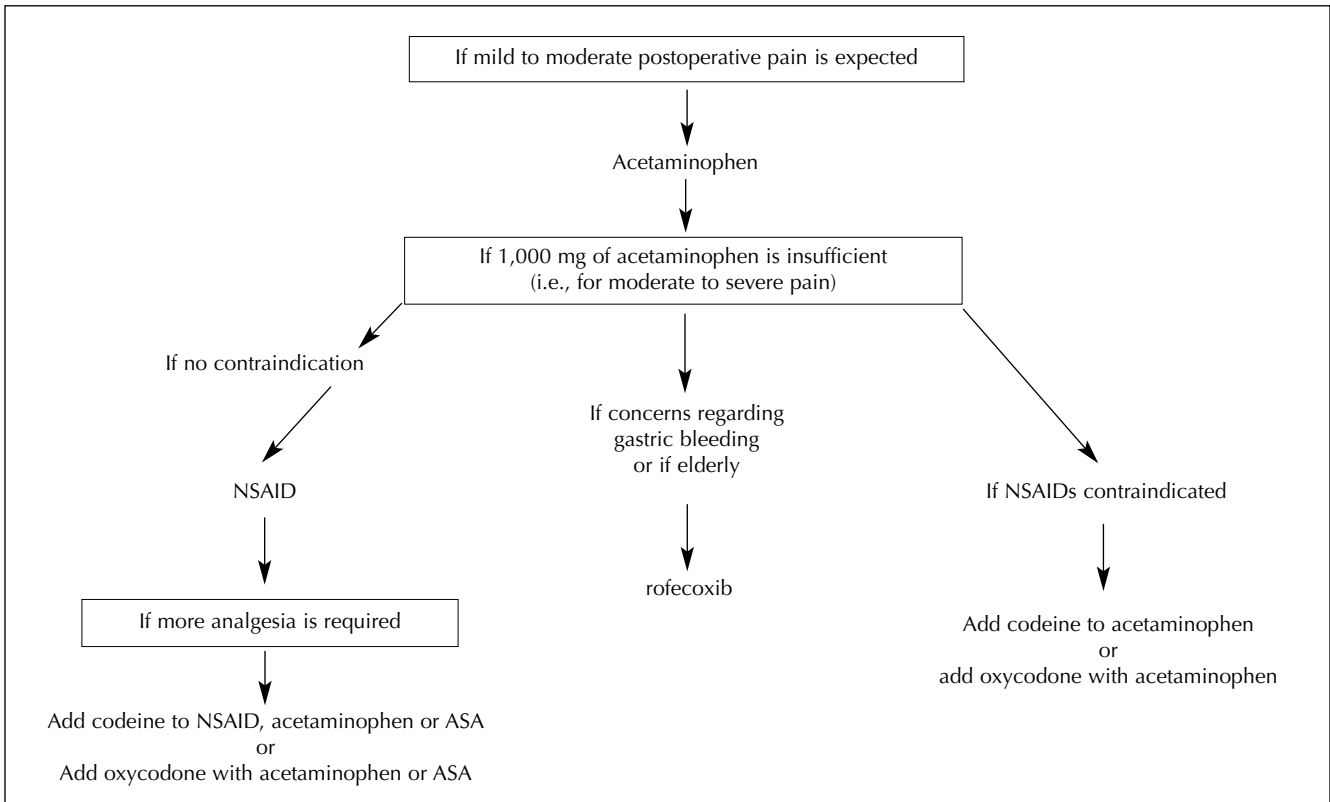 If mild to moderate postoperative pain is expected
Acetaminophen
If 1,000 mg of acetaminophen is insufficient
(i.e., for moderate to severe pain)
If no contraindication
NSAID
If more analgesia is required
Add codeine to NSAID, acetaminophen or ASA
or
Add oxycodone with acetaminophen or ASA
If concerns regarding
gastric bleeding
or if elderly
rofecoxib
If NSAIDs contraindicated
Add codeine to acetaminophen
or
add oxycodone with acetaminophen